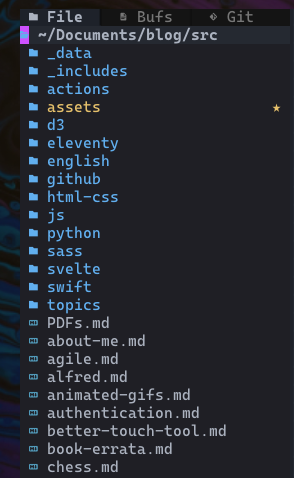 File Bufs Git
~/Documents/blog/src
_data
_includes
actions
assets ★
d3
eleventy
english
github
html-css
js
python
sass
svelte
swift
topics
PDFs.md
about-me.md
agile.md
alfred.md
animated-gifs.md
authentication.md
better-touch-tool.md
book-errata.md
chess.md